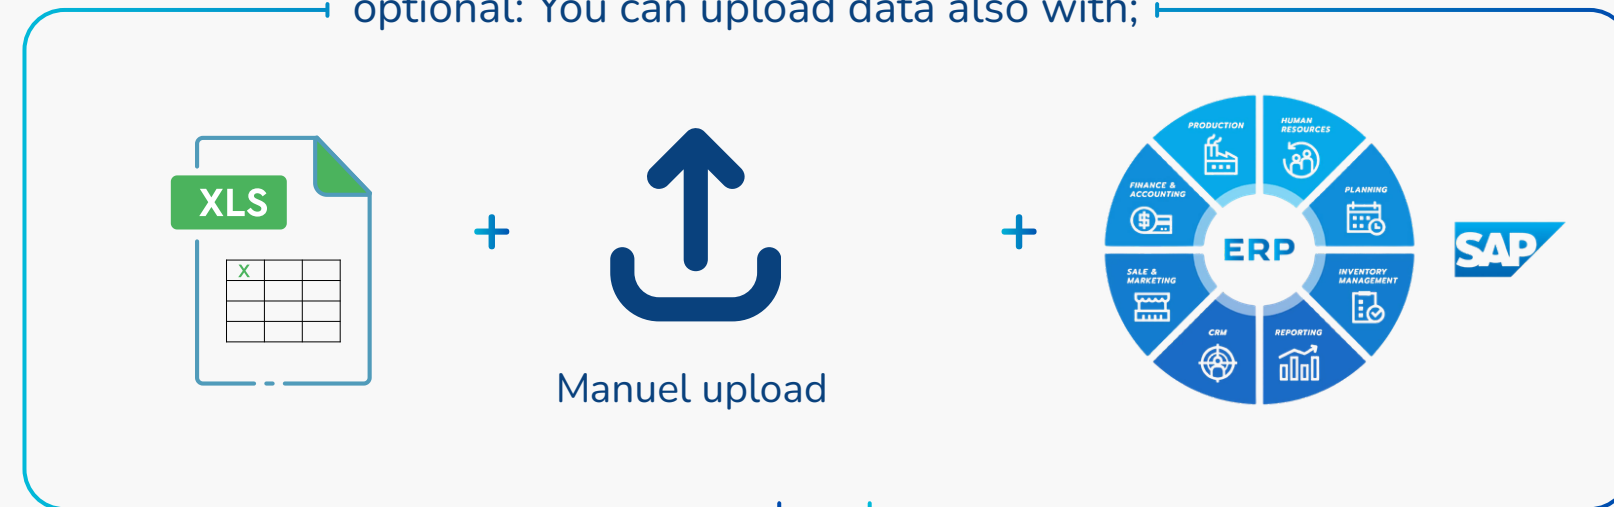 optional: You can upload data also with;
XLS
X
Manuel upload
PRODUCTION
HUMAN
RESOURCES
FINANCE &
ACCOUNTING
PLANNING
ERP
SALE &
MARKETING
INVENTORY
MANAGEMENT
CRM
REPORTING
SAP